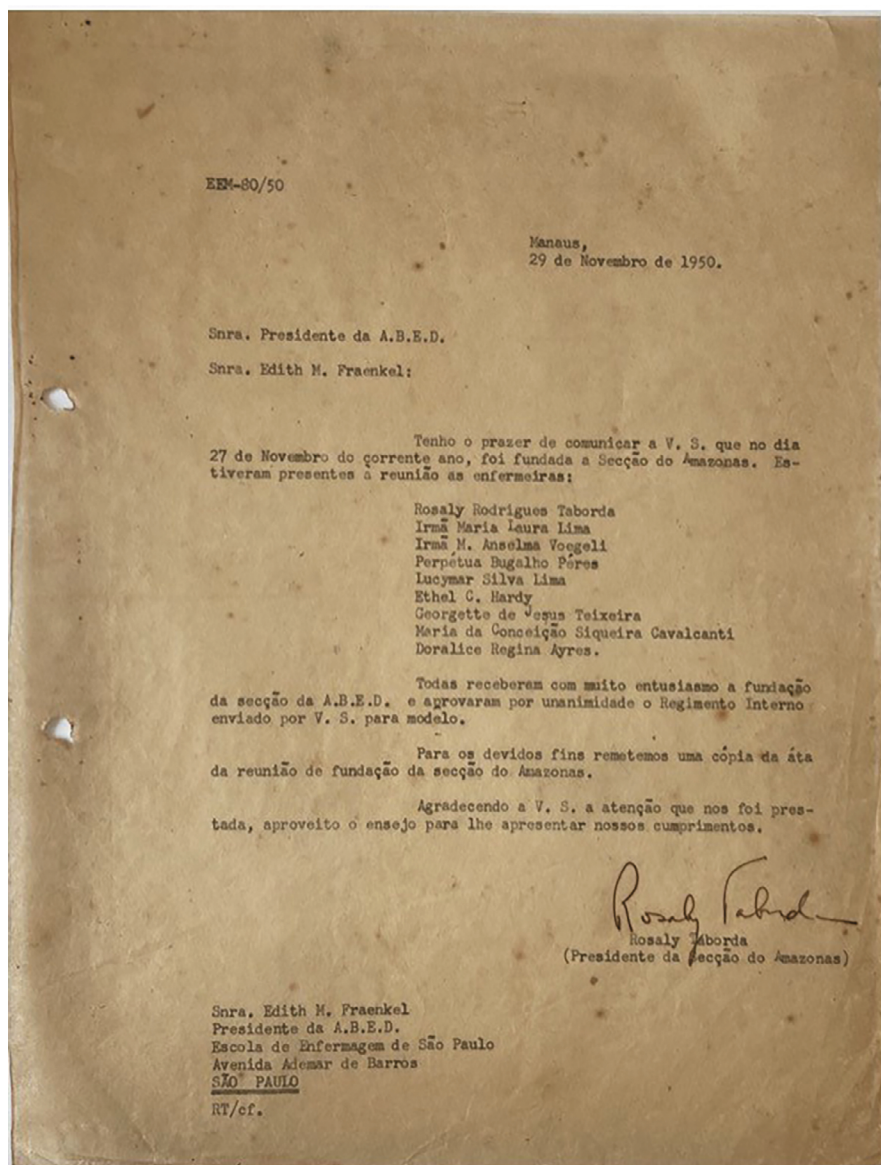 EEM-80/50
Manaus,
29 de Novembro de 1950.
Snra. Presidente da A.B.E.D.
Snra. Edith M. Fraenkel:
Tenho o prazer de comunicar a V. S. que no dia
27 de Novembro do corrente ano, foi fundada a Secção do Amazonas. Es-
tiveram presentes à reunião as enfermeiras:
Rosaly Rodrigues Taborda
Irmã Maria Laura Lima
Irmã M. Anselma Voegeli
Perpétua Bugalho Péres
Lucymar Silva Lima
Ethel C. Hardy
Georgette de Jesus Teixeira
Maria da Conceição Siqueira Cavalcanti
Doralice Regina Ayres.
Todas receberam com muito entusiasmo a fundação
da secção da A.B.E.D. e aprovaram por unanimidade o Regimento Interno
enviado por V. S. para modelo.
Para os devidos fins remetemos uma cópia da áta
da reunião de fundação da secção do Amazonas.
Agradecendo a V. S. a atenção que nos foi pres-
tada, aproveito o ensejo para lhe apresentar nossos cumprimentos.
Rosaly Taborda
Rosaly Taborda
(Presidente da Secção do Amazonas)
Snra. Edith M. Fraenkel
Presidente da A.B.E.D.
Escola de Enfermagem de São Paulo
Avenida Ademar de Barros
SÃO PAULO
RT/cf.